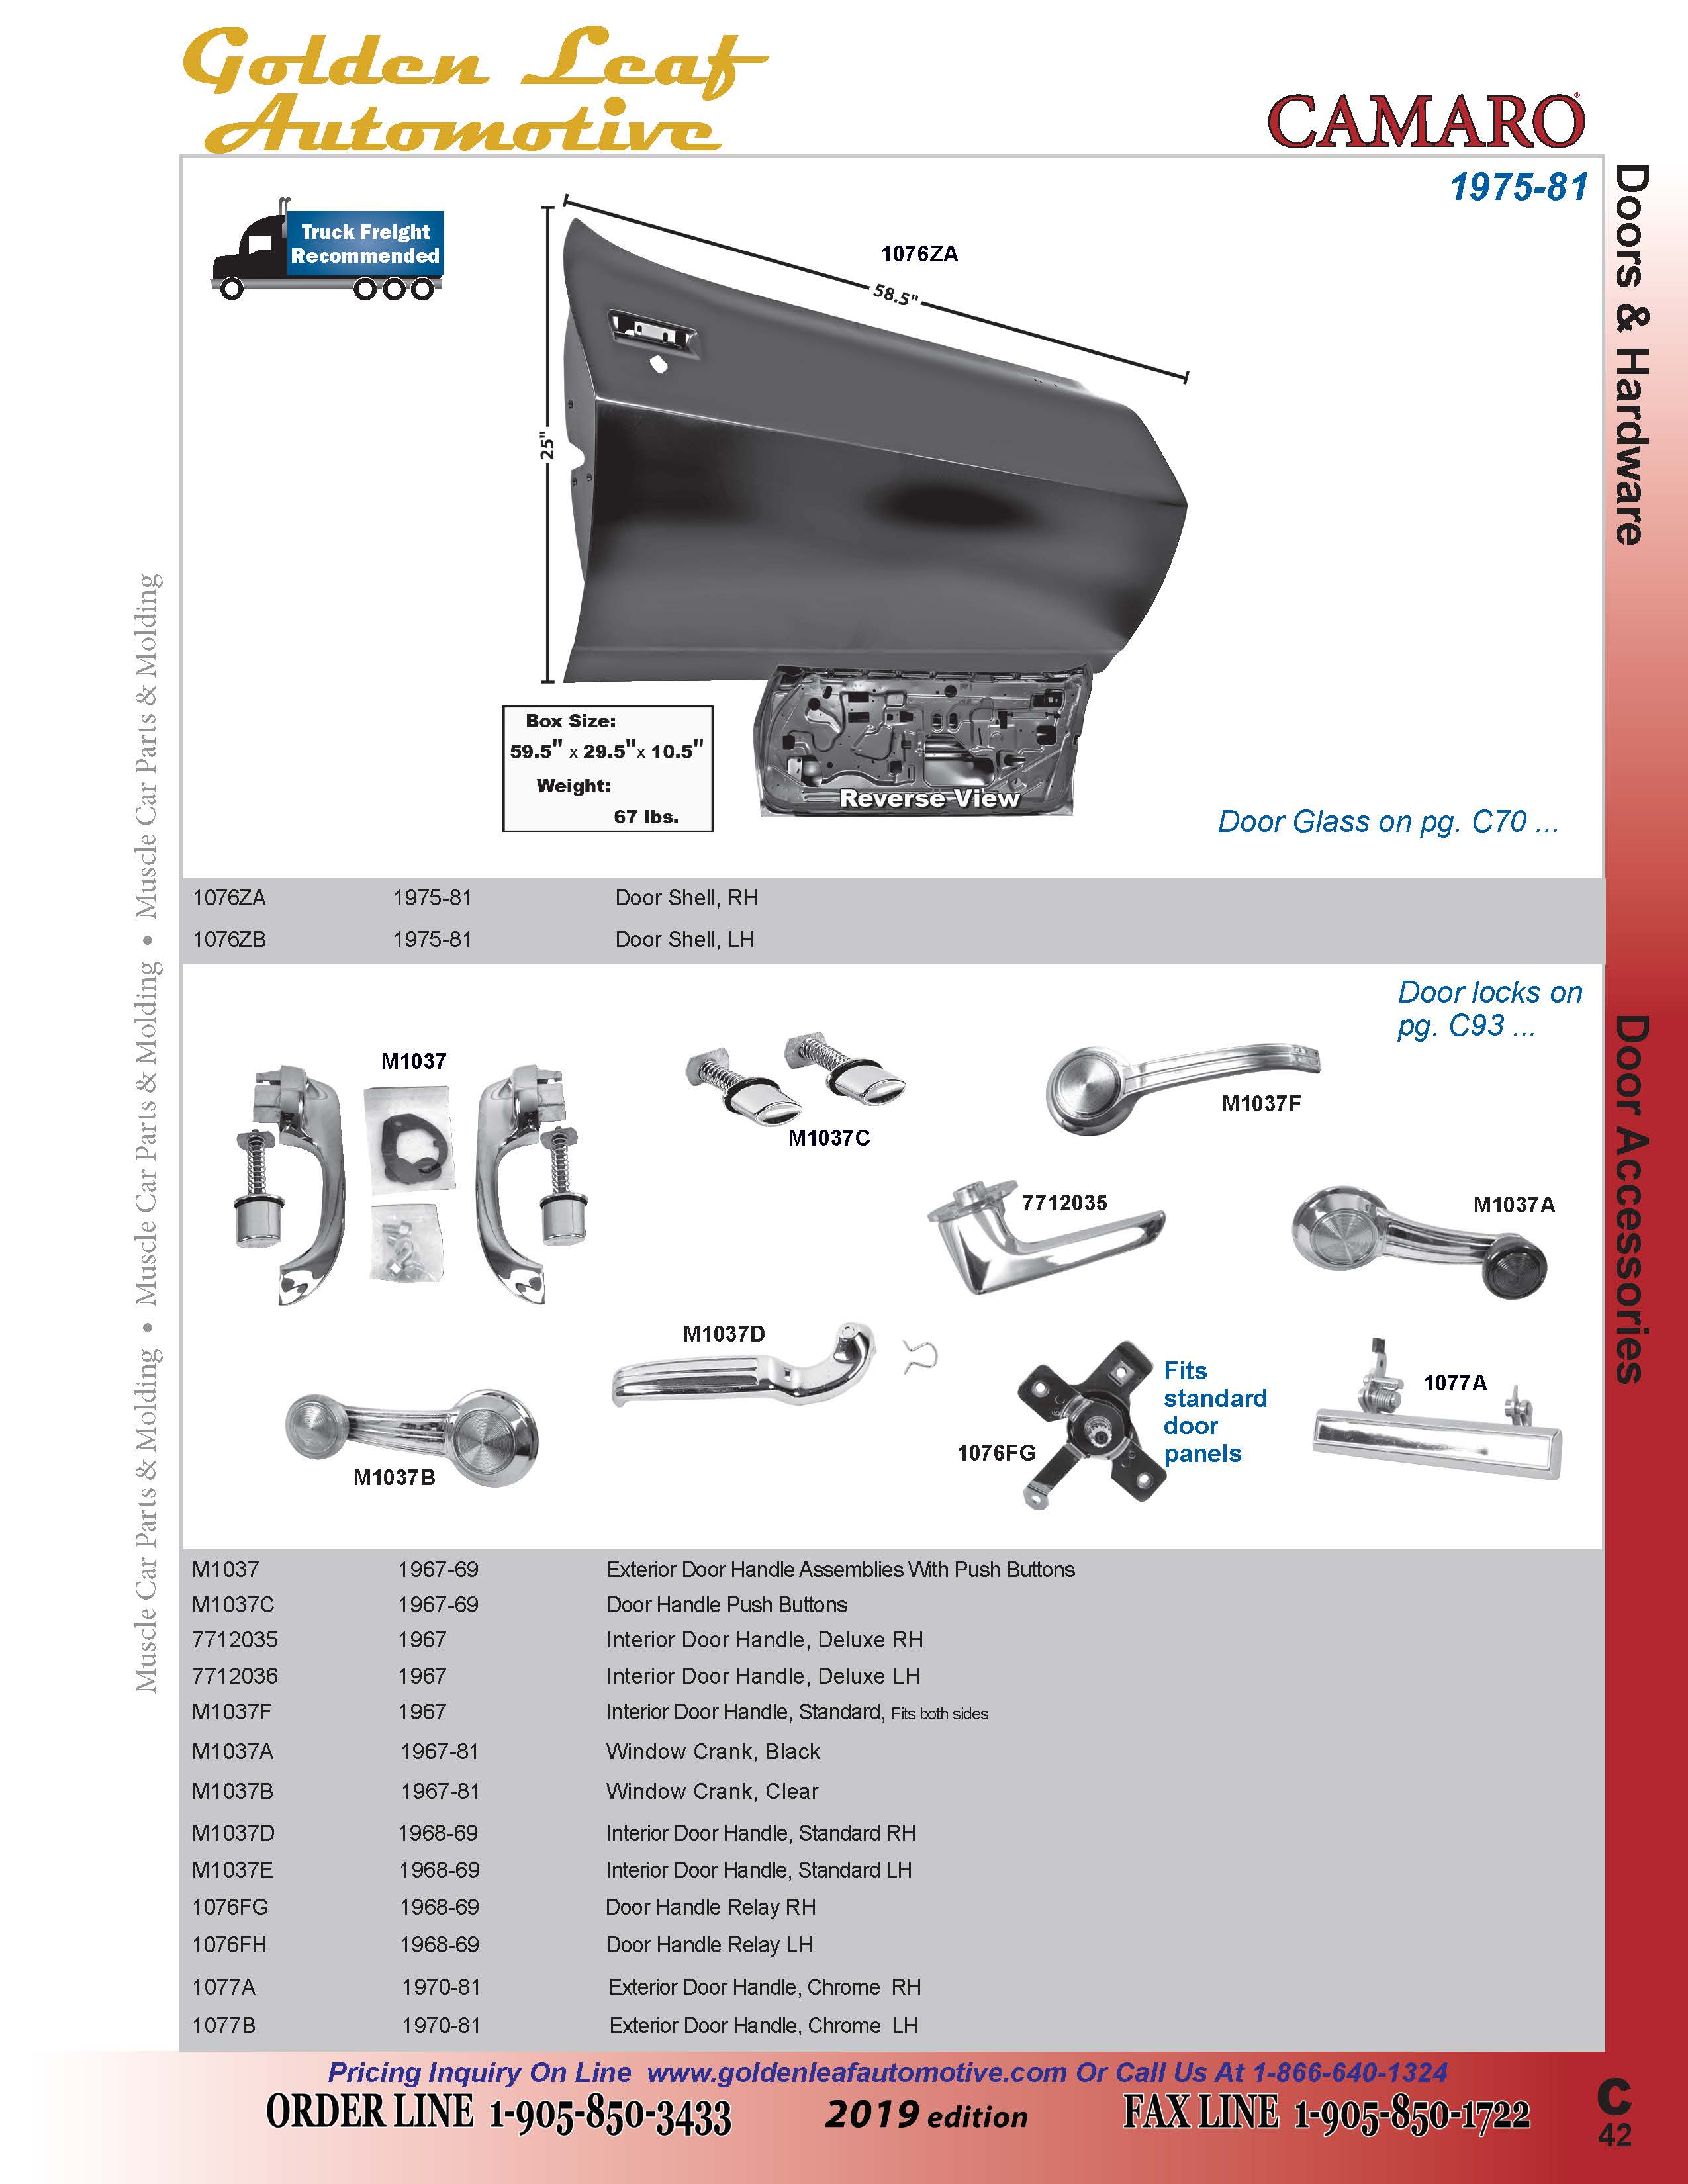 Golden Leaf
Automotive
CAMARO®
1975-81
Truck Freight
Recommended
1076ZA
58.5"
25"
Box Size:
59.5" x 29.5"x 10.5"
Weight:
67 lbs.
Reverse View
Door Glass on pg. C70 ...
1076ZA 1975-81 Door Shell, RH
1076ZB 1975-81 Door Shell, LH
Door locks on
pg. C93 ...
M1037
M1037C
M1037F
7712035
M1037A
M1037D
M1037B
1076FG
Fits
standard
door
panels
1077A
M1037 1967-69 Exterior Door Handle Assemblies With Push Buttons
M1037C 1967-69 Door Handle Push Buttons
7712035 1967 Interior Door Handle, Deluxe RH
7712036 1967 Interior Door Handle, Deluxe LH
M1037F 1967 Interior Door Handle, Standard, Fits both sides
M1037A 1967-81 Window Crank, Black
M1037B 1967-81 Window Crank, Clear
M1037D 1968-69 Interior Door Handle, Standard RH
M1037E 1968-69 Interior Door Handle, Standard LH
1076FG 1968-69 Door Handle Relay RH
1076FH 1968-69 Door Handle Relay LH
1077A 1970-81 Exterior Door Handle, Chrome RH
1077B 1970-81 Exterior Door Handle, Chrome LH
Pricing Inquiry On Line www.goldenleafautomotive.com Or Call Us At 1-866-640-1324
ORDER LINE 1-905-850-3433 2019 edition FAX LINE 1-905-850-1722
C
42
Doors & Hardware
Door Accessories
Muscle Car Parts & Molding • Muscle Car Parts & Molding • Muscle Car Parts & Molding